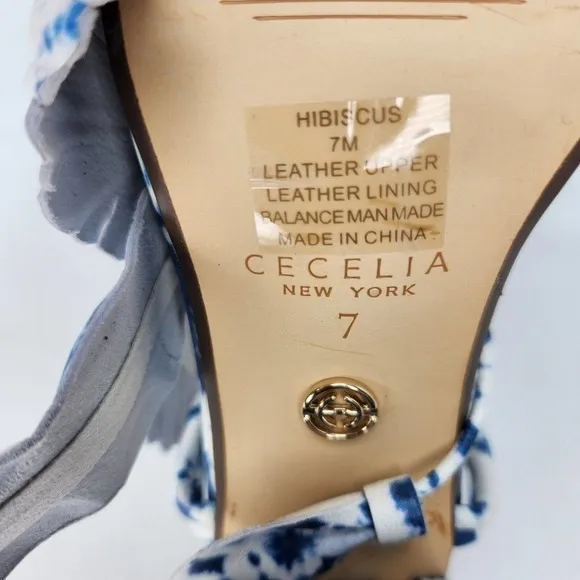 HIBISCUS
7M
LEATHER UPPER
LEATHER LINING
BALANCE MAN MADE
MADE IN CHINA
CECELIA
NEW YORK
7